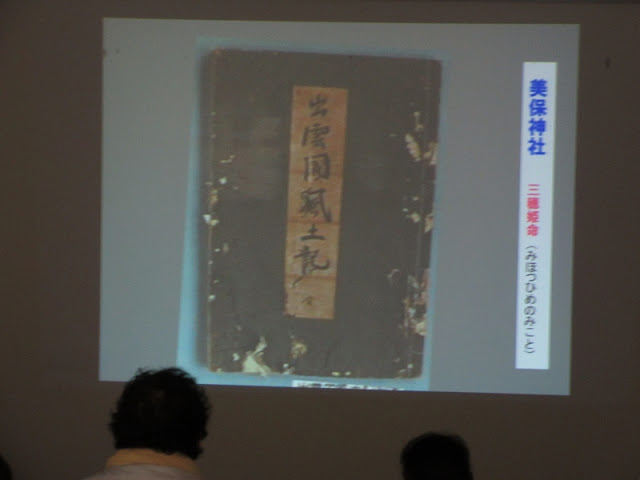 美保神社 三穂姫命（みほつひめのみこと）
出雲國風土記